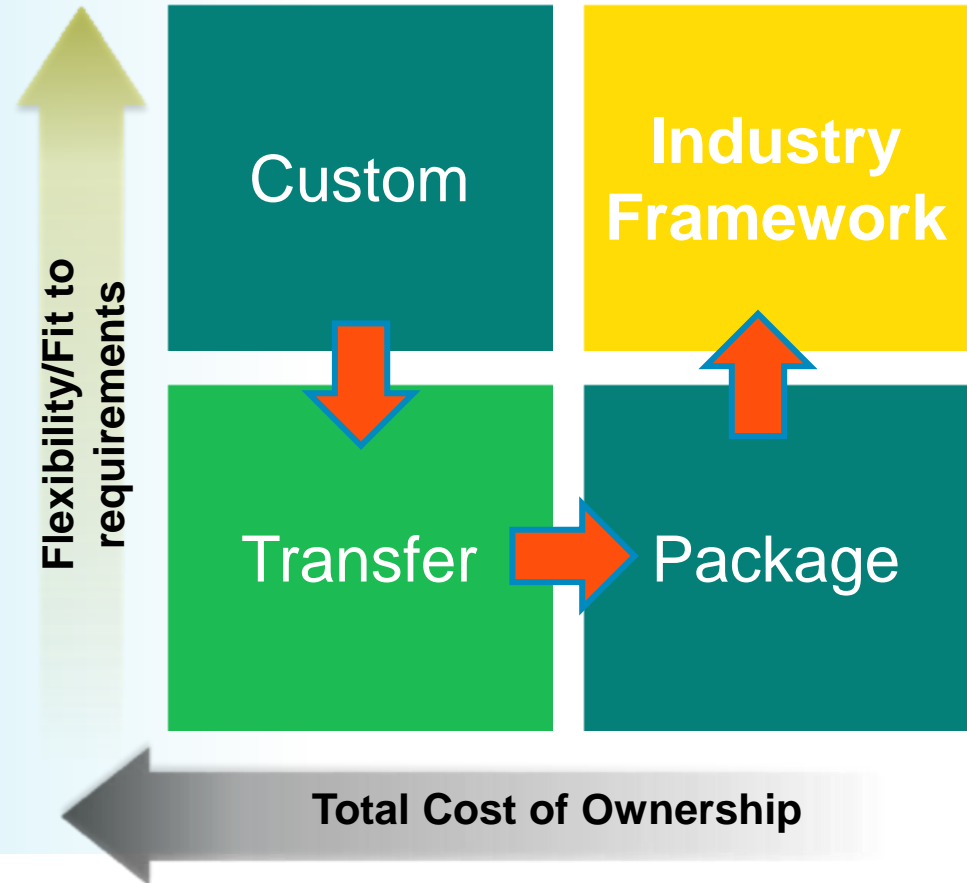 Custom
Industry
Framework
Flexibility/Fit to
requirements
Transfer
Package
Total Cost of Ownership